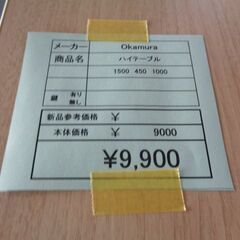 メーカー Okamura
商品名 ハイテーブル
1500 450 1000
鍵 有り
無し
新品参考価格 ¥
本体価格 ¥ 9000
¥9,900